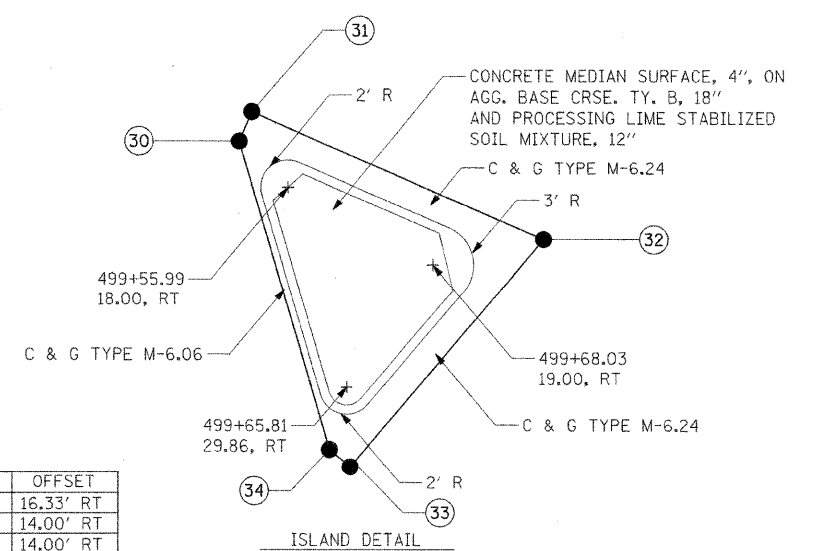 31
2' R
CONCRETE MEDIAN SURFACE, 4", ON
AGG. BASE CRSE. TY. B, 18"
AND PROCESSING LIME STABILIZED
SOIL MIXTURE, 12"
30
C & G TYPE M-6.24
3' R
32
499+55.99
18.00, RT
C & G TYPE M-6.06
499+68.03
19.00, RT
499+65.81
29.86, RT
C & G TYPE M-6.24
2' R
34
33
OFFSET
16.33' RT
14.00' RT
14.00' RT
ISLAND DETAIL